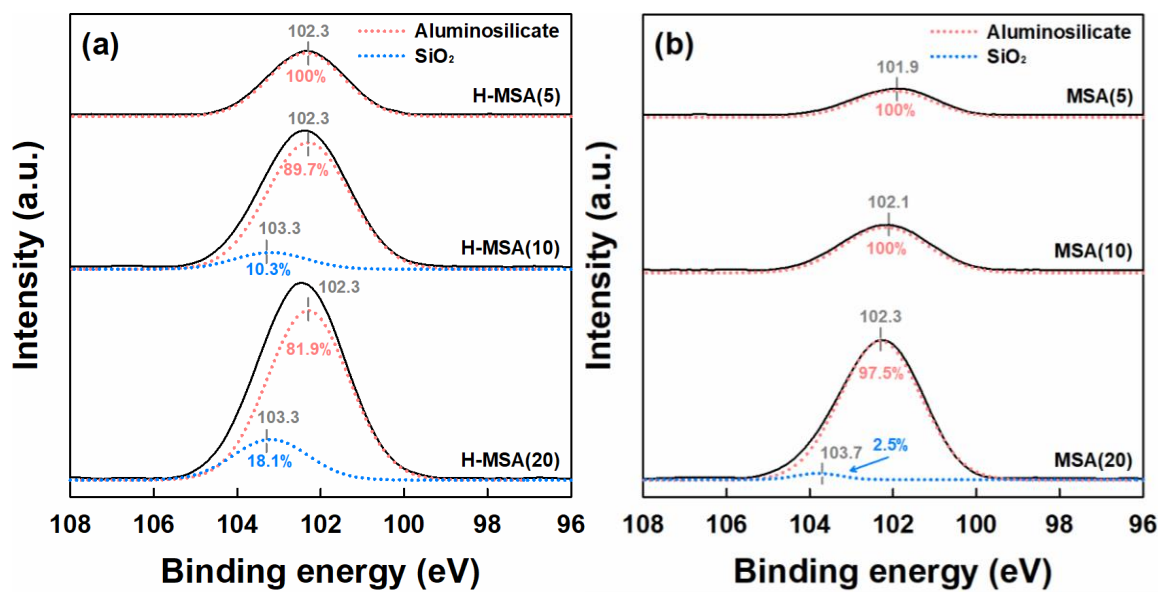 (a)
102.3
Aluminosilicate
SiO₂
100%
H-MSA(5)
102.3
89.7%
103.3
H-MSA(10)
10.3%
102.3
81.9%
103.3
H-MSA(20)
18.1%
108 106 104 102 100 98 96
Binding energy (eV)
Intensity (a.u.)
(b)
Aluminosilicate
SiO₂
101.9
MSA(5)
100%
102.1
MSA(10)
100%
102.3
97.5%
2.5%
103.7
MSA(20)
108 106 104 102 100 98 96
Binding energy (eV)
Intensity (a.u.)